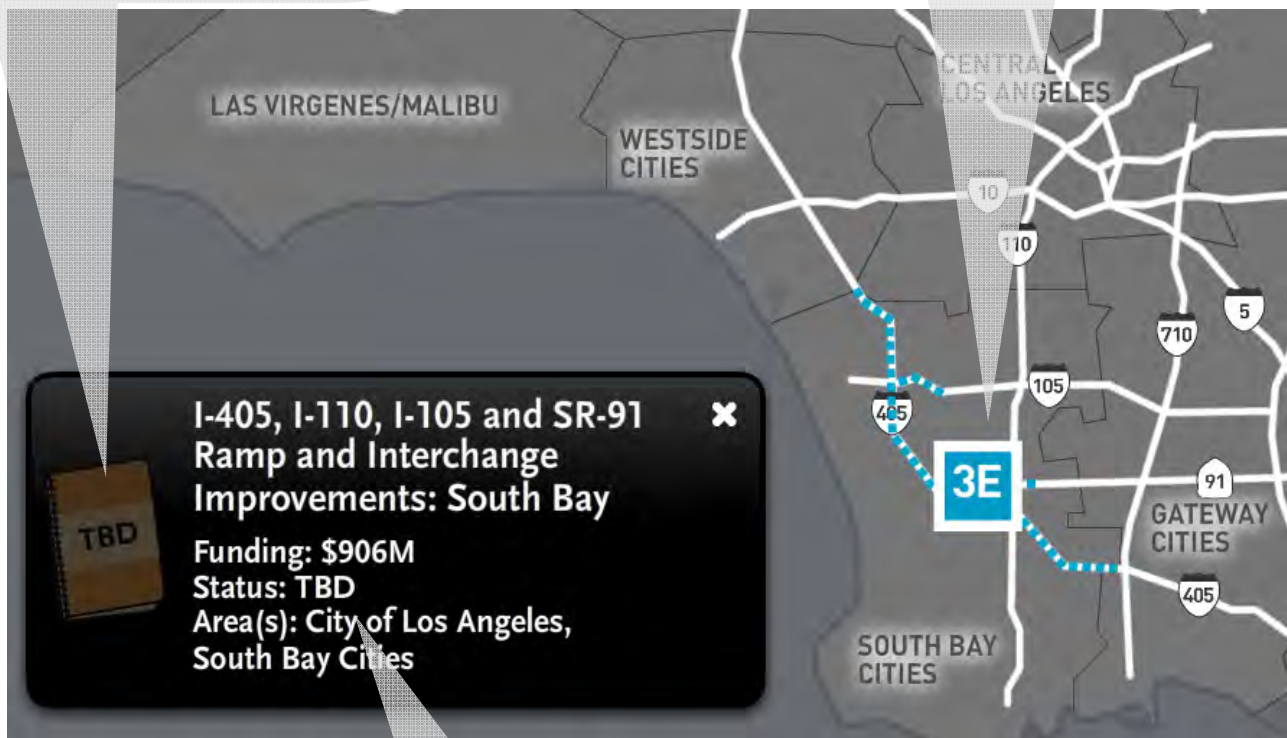 CENTRAL
LOS ANGELES
LAS VIRGENES/MALIBU
WESTSIDE
CITIES
10
110
5
710
105
405
I-405, I-110, I-105 and SR-91
Ramp and Interchange
Improvements: South Bay
TBD
Funding: $906M
Status: TBD
Area(s): City of Los Angeles,
South Bay Cities
3E
91
GATEWAY
CITIES
405
SOUTH BAY
CITIES